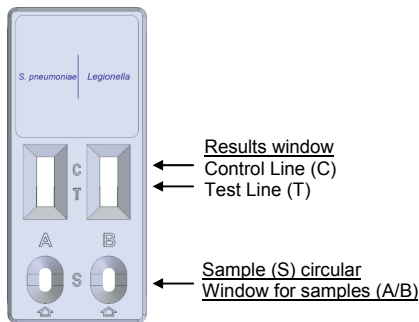 S. pneumoniae Legionella
Results window
Control Line (C)
Test Line (T)
C
T
A B
S
Sample (S) circular
Window for samples (A/B)